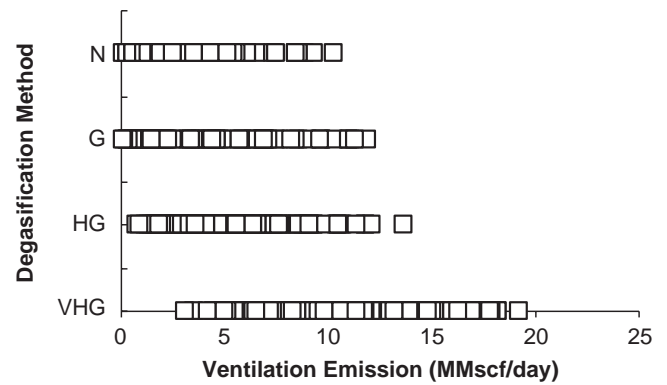 Degasification Method
N
G
HG
VHG
0 5 10 15 20 25
Ventilation Emission (MMscf/day)